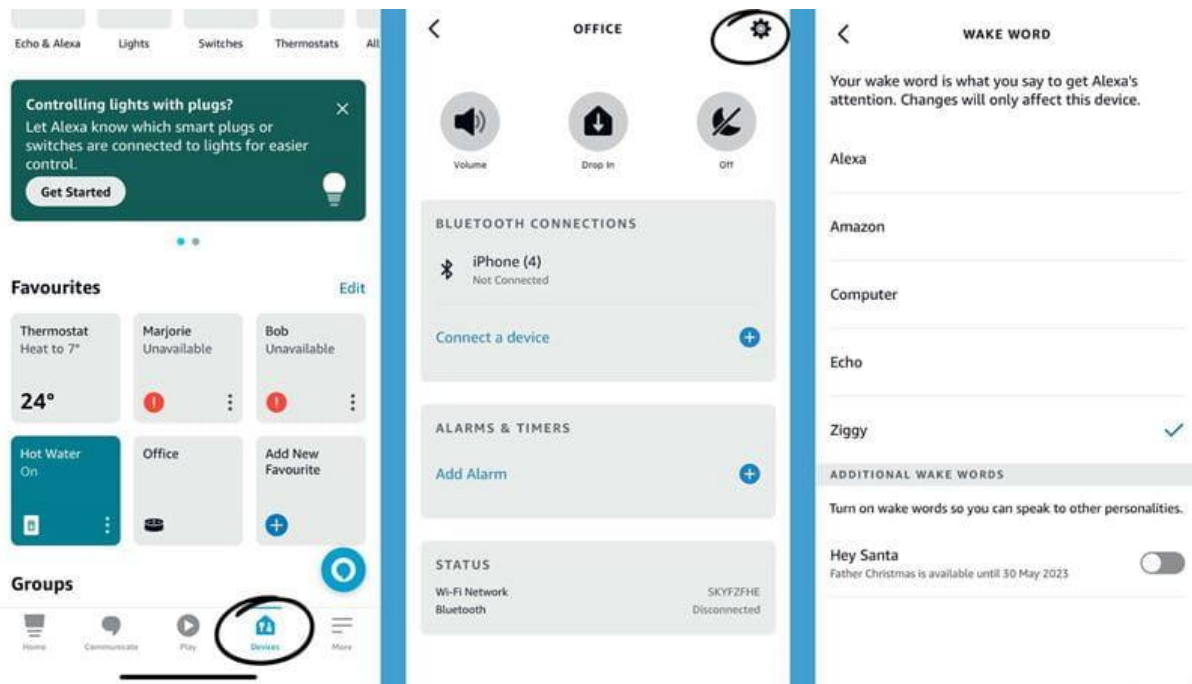 Echo & Alexa Lights Switches Thermostats All
Controlling lights with plugs?
Let Alexa know which smart plugs or
switches are connected to lights for easier
control.
Get Started
Favourites Edit
Thermostat
Heat to 7°
24°
Marjorie
Unavailable
Bob
Unavailable
Hot Water
On
Office
Add New
Favourite
Groups
Home Communicate Play Devices More
OFFICE
Volume Drop In Off
BLUETOOTH CONNECTIONS
iPhone (4)
Not Connected
Connect a device
ALARMS & TIMERS
Add Alarm
STATUS
Wi-Fi Network SKYFZFHE
Bluetooth Disconnected
WAKE WORD
Your wake word is what you say to get Alexa's
attention. Changes will only affect this device.
Alexa
Amazon
Computer
Echo
Ziggy
ADDITIONAL WAKE WORDS
Turn on wake words so you can speak to other personalities.
Hey Santa
Father Christmas is available until 30 May 2023